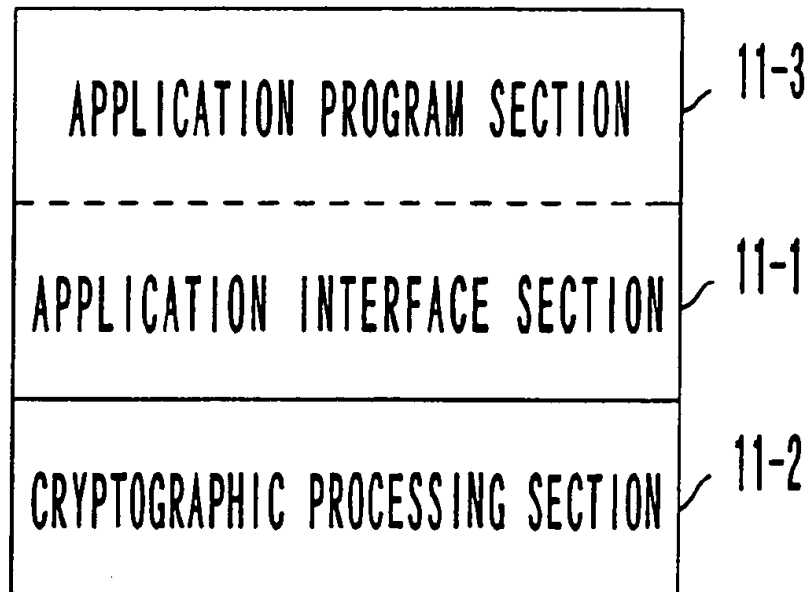 APPLICATION PROGRAM SECTION
11-3
APPLICATION INTERFACE SECTION
11-1
CRYPTOGRAPHIC PROCESSING SECTION
11-2